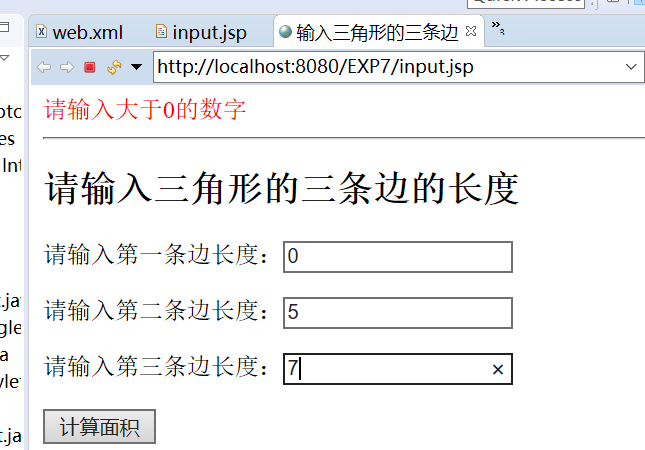 web.xml input.jsp 输入三角形的三条边
http://localhost:8080/EXP7/input.jsp
请输入大于0的数字
请输入三角形的三条边的长度
请输入第一条边长度： 0
请输入第二条边长度： 5
请输入第三条边长度： 7 ×
计算面积